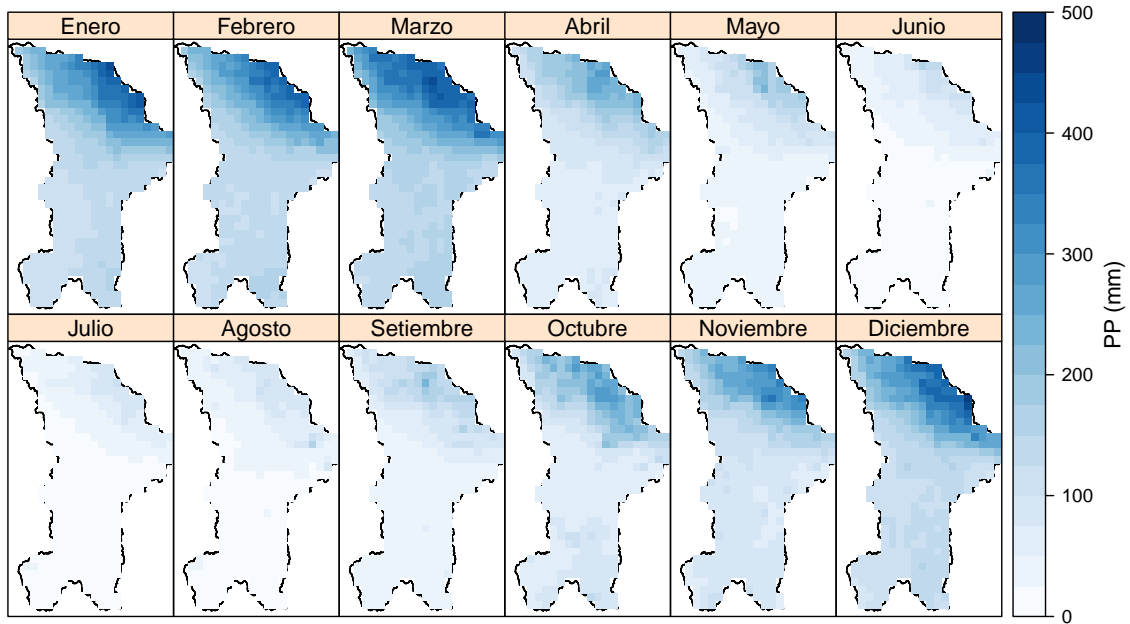 Enero Febrero Marzo Abril Mayo Junio
Julio Agosto Setiembre Octubre Noviembre Diciembre
500
400
300
200
100
0
PP (mm)